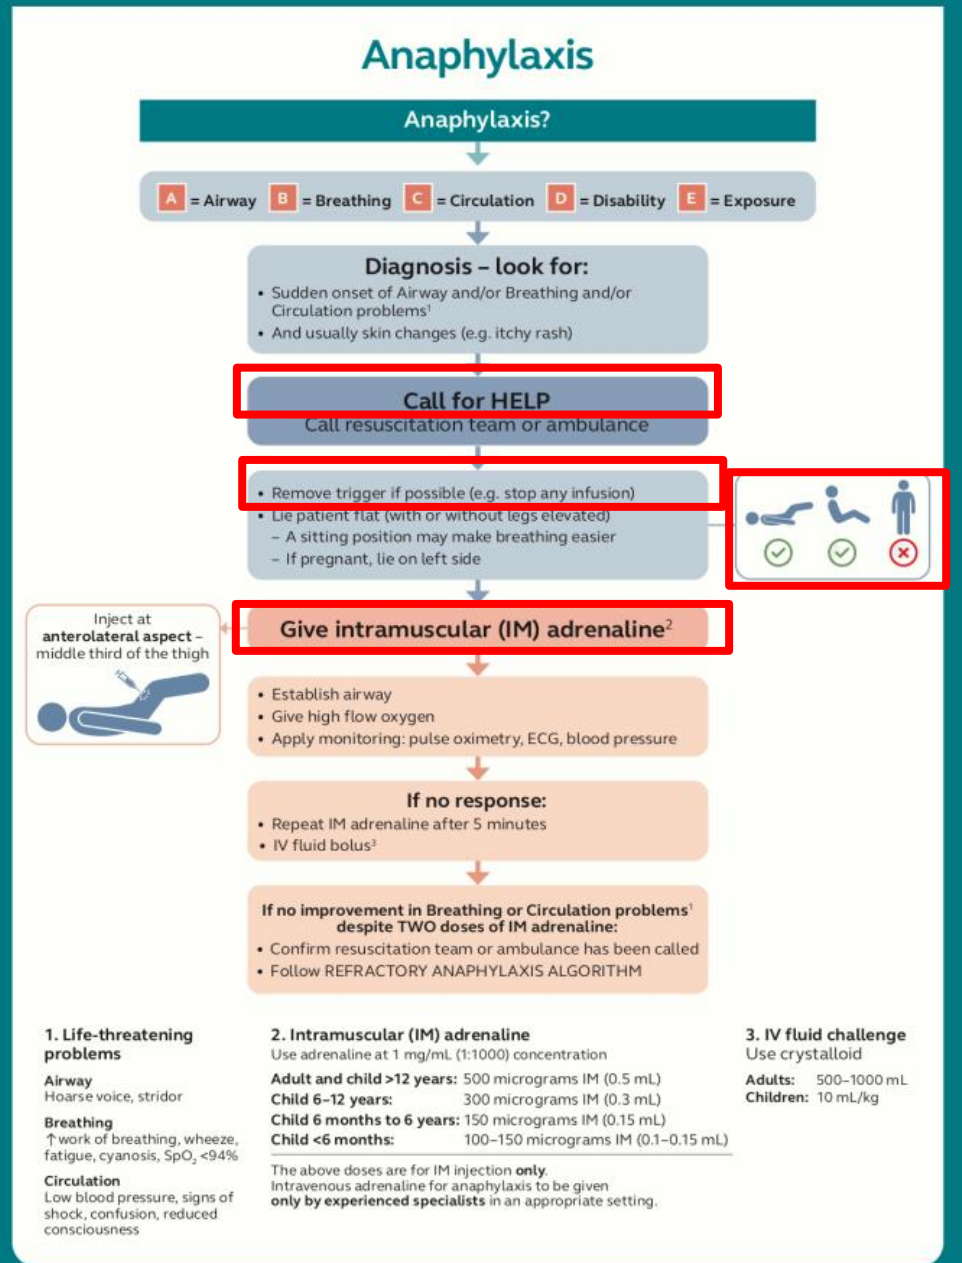 Anaphylaxis
Anaphylaxis?
A = Airway B = Breathing C = Circulation D = Disability E = Exposure
Diagnosis – look for:
• Sudden onset of Airway and/or Breathing and/or
Circulation problems¹
• And usually skin changes (e.g. itchy rash)
Call for HELP
Call resuscitation team or ambulance
• Remove trigger if possible (e.g. stop any infusion)
• Lie patient flat (with or without legs elevated)
– A sitting position may make breathing easier
– If pregnant, lie on left side
Give intramuscular (IM) adrenaline²
Inject at
anterolateral aspect –
middle third of the thigh
• Establish airway
• Give high flow oxygen
• Apply monitoring: pulse oximetry, ECG, blood pressure
If no response:
• Repeat IM adrenaline after 5 minutes
• IV fluid bolus³
If no improvement in Breathing or Circulation problems¹
despite TWO doses of IM adrenaline:
• Confirm resuscitation team or ambulance has been called
• Follow REFRACTORY ANAPHYLAXIS ALGORITHM
1. Life-threatening
problems
Airway
Hoarse voice, stridor
Breathing
↑work of breathing, wheeze,
fatigue, cyanosis, SpO₂ <94%
Circulation
Low blood pressure, signs of
shock, confusion, reduced
consciousness
2. Intramuscular (IM) adrenaline
Use adrenaline at 1 mg/mL (1:1000) concentration
Adult and child >12 years: 500 micrograms IM (0.5 mL)
Child 6–12 years: 300 micrograms IM (0.3 mL)
Child 6 months to 6 years: 150 micrograms IM (0.15 mL)
Child <6 months: 100–150 micrograms IM (0.1–0.15 mL)
The above doses are for IM injection only.
Intravenous adrenaline for anaphylaxis to be given
only by experienced specialists in an appropriate setting.
3. IV fluid challenge
Use crystalloid
Adults: 500–1000 mL
Children: 10 mL/kg